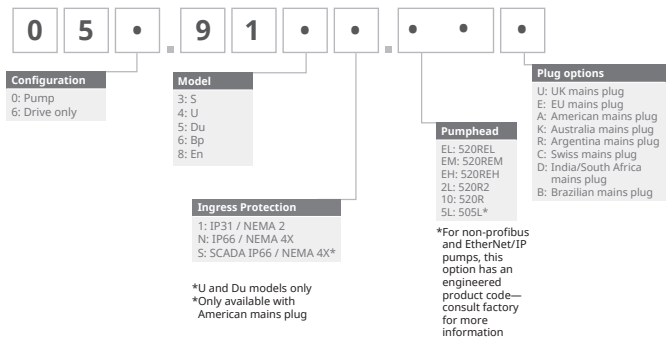 0 5 • . 9 1 • • . • • •
Configuration
0: Pump
6: Drive only
Model
3: S
4: U
5: Du
6: Bp
8: En
Ingress Protection
1: IP31 / NEMA 2
N: IP66 / NEMA 4X
S: SCADA IP66 / NEMA 4X*
*U and Du models only
*Only available with
American mains plug
Pumphead
EL: 520REL
EM: 520REM
EH: 520REH
2L: 520R2
10: 520R
5L: 505L*
*For non-profibus
and EtherNet/IP
pumps, this
option has an
engineered
product code—
consult factory
for more
information
Plug options
U: UK mains plug
E: EU mains plug
A: American mains plug
K: Australia mains plug
R: Argentina mains plug
C: Swiss mains plug
D: India/South Africa
mains plug
B: Brazilian mains plug